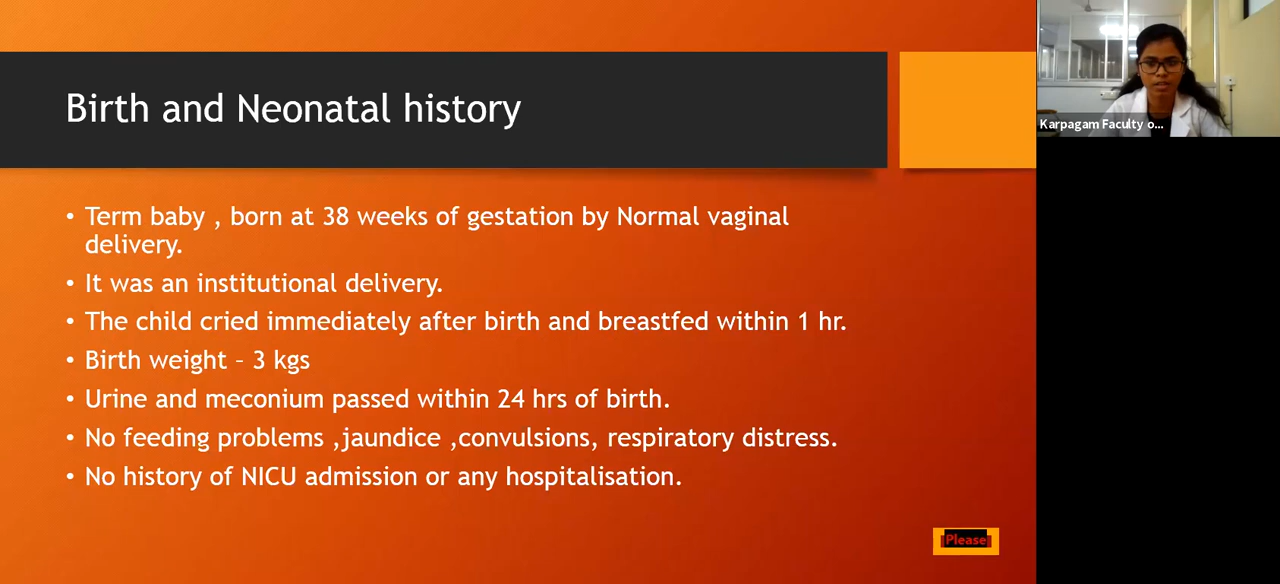 Birth and Neonatal history
• Term baby , born at 38 weeks of gestation by Normal vaginal
delivery.
• It was an institutional delivery.
• The child cried immediately after birth and breastfed within 1 hr.
• Birth weight – 3 kgs
• Urine and meconium passed within 24 hrs of birth.
• No feeding problems ,jaundice ,convulsions, respiratory distress.
• No history of NICU admission or any hospitalisation.
Please
Karpagam Faculty o...